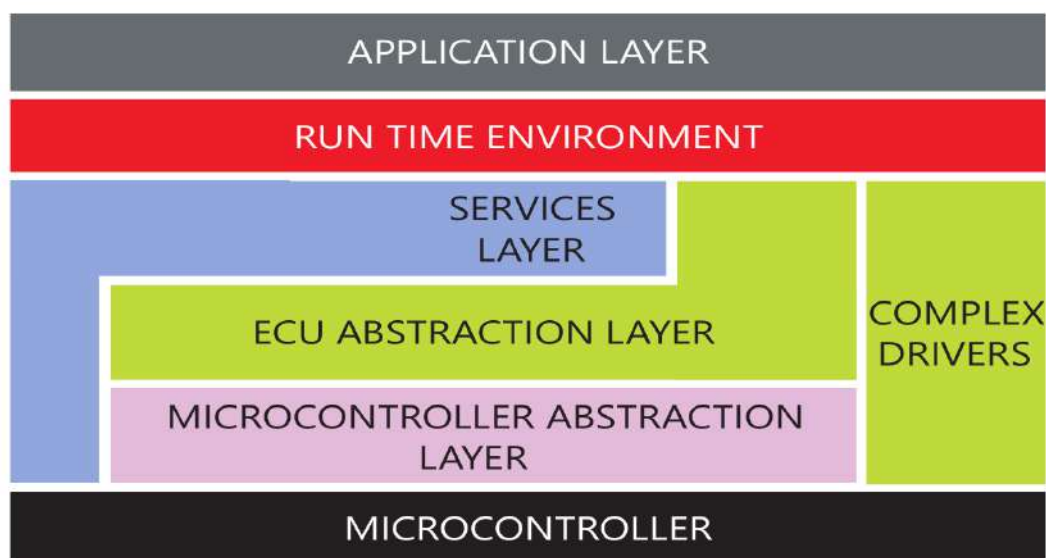 APPLICATION LAYER
RUN TIME ENVIRONMENT
SERVICES
LAYER
ECU ABSTRACTION LAYER
COMPLEX
DRIVERS
MICROCONTROLLER ABSTRACTION
LAYER
MICROCONTROLLER